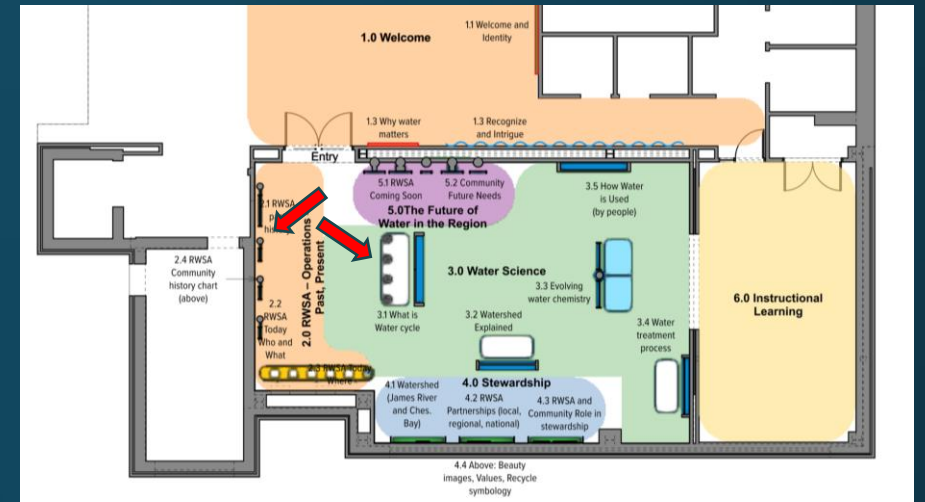 1.0 Welcome
1.1 Welcome and
Identity
1.3 Why water
matters
1.3 Recognize
and Intrigue
Entry
2.1 RWSA
5.1 RWSA
Coming Soon
5.2 Community
Future Needs
5.0The Future of
Water in the Region
3.5 How Water
is Used
(by people)
2.4 RWSA
Community
history chart
(above)
2.0 RWSA – Operations
Past, Present
3.0 Water Science
3.3 Evolving
water chemistry
6.0 Instructional
Learning
2.2
RWSA
Today
Who and
What
3.1 What is
Water cycle
3.2 Watershed
Explained
3.4 Water
treatment
process
2.3 RWSA Today
Where
4.0 Stewardship
4.1 Watershed
(James River
and Ches.
Bay)
4.2 RWSA
Partnerships (local,
regional, national)
4.3 RWSA and
Community Role in
stewardship
4.4 Above: Beauty
images, Values, Recycle
symbology